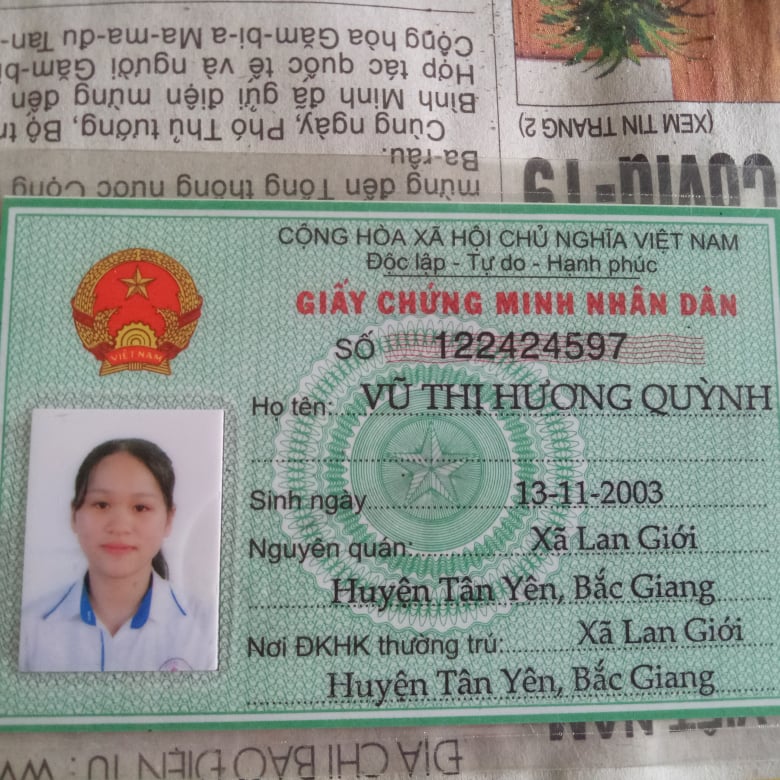 mừng đến Tổng thống nước Cộng
Ba-râu.
Cùng ngày, Phó Thủ tướng, Bộ
Bình Minh đã gửi điện mừng đến
Hợp tác quốc tế và người Găm-bi-
Cộng hòa Găm-bi-a Ma-ma-du Tan-
COVID-19
(XEM TIN TRANG 2)
CỘNG HÒA XÃ HỘI CHỦ NGHĨA VIỆT NAM
Độc lập - Tự do - Hạnh phúc
GIẤY CHỨNG MINH NHÂN DÂN
SỐ 122424597
VIỆT NAM
Họ tên: VŨ THỊ HƯƠNG QUỲNH
Sinh ngày 13-11-2003
Nguyên quán: Xã Lan Giới
Huyện Tân Yên, Bắc Giang
Nơi ĐKHK thường trú: Xã Lan Giới
Huyện Tân Yên, Bắc Giang
VIỆT NAM
ĐỊA CHỈ BÁO ĐIỆN TỬ : WW